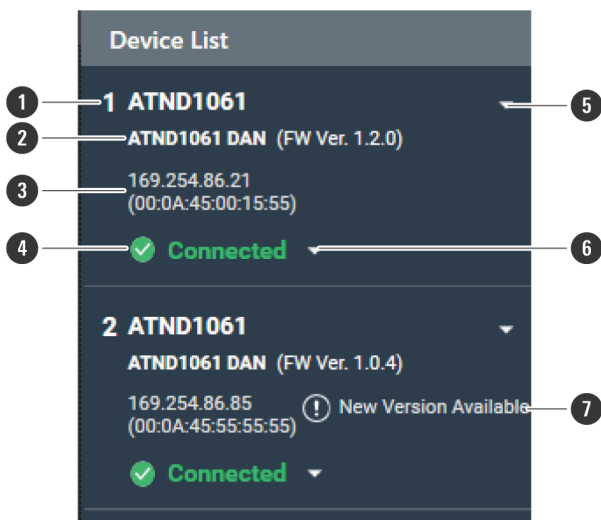 Device List
1 1 ATND1061 5
2 ATND1061 DAN (FW Ver. 1.2.0)
3 169.254.86.21
(00:0A:45:00:15:55)
4 Connected 6
2 ATND1061
ATND1061 DAN (FW Ver. 1.0.4)
169.254.86.85 ! New Version Available 7
(00:0A:45:55:55:55)
Connected